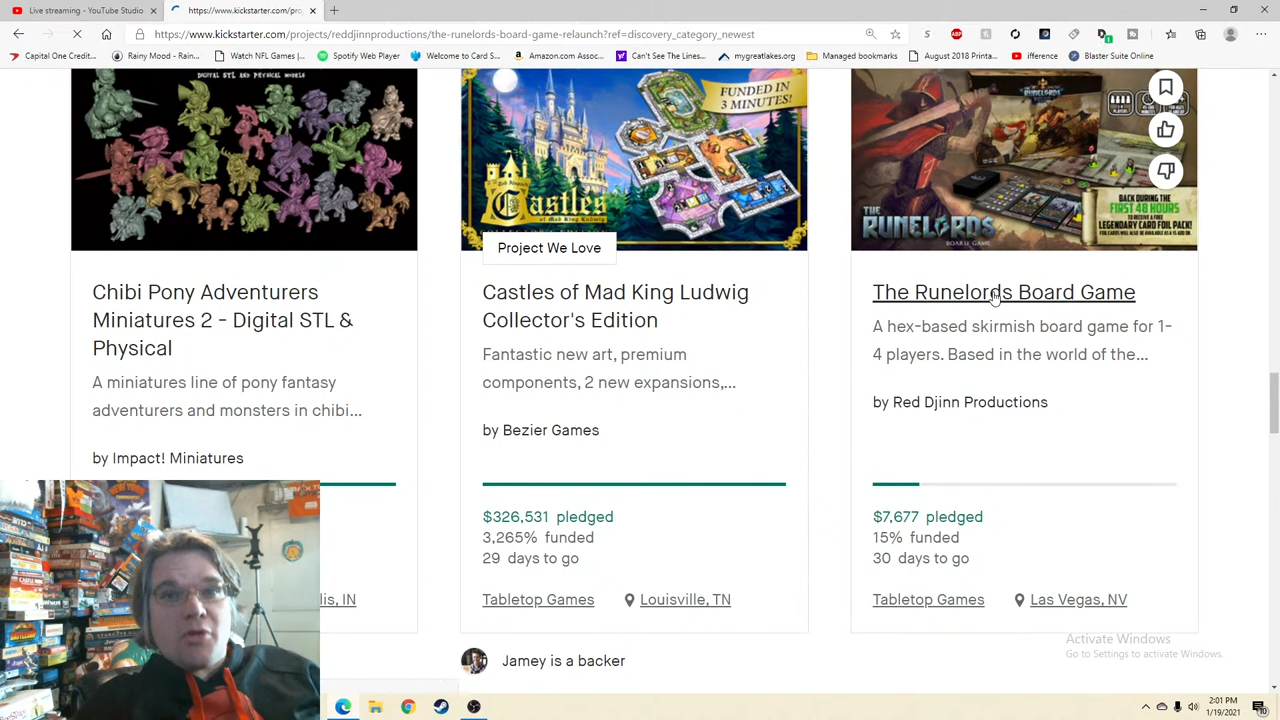 Live streaming - YouTube Studio
https://www.kickstarter.com/pro
https://www.kickstarter.com/projects/reddjinnproductions/the-runelords-board-game-relaunch?ref=discovery_category_newest
Capital One Credit...
Rainy Mood - Rain...
Watch NFL Games |...
Spotify Web Player
Welcome to Card S...
Amazon.com Assoc...
Can't See The Lines...
mygreatlakes.org
Managed bookmarks
August 2018 Printa...
ifference
Blaster Suite Online
DIGITAL STL AND PHYSICAL MODELS
FUNDED IN
3 MINUTES!
Castles
of Mad King Ludwig
THE
RUNELORDS
BOARD GAME
BACK DURING THE
FIRST 48 HOURS
TO RECEIVE A FREE
LEGENDARY CARD FOIL PACK!
Project We Love
Chibi Pony Adventurers
Miniatures 2 - Digital STL &
Physical
A miniatures line of pony fantasy
adventurers and monsters in chibi...
by Impact! Miniatures
Castles of Mad King Ludwig
Collector's Edition
Fantastic new art, premium
components, 2 new expansions,...
by Bezier Games
$326,531 pledged
3,265% funded
29 days to go
Tabletop Games
Louisville, TN
The Runelords Board Game
A hex-based skirmish board game for 1-
4 players. Based in the world of the...
by Red Djinn Productions
$7,677 pledged
15% funded
30 days to go
Tabletop Games
Las Vegas, NV
lis, IN
Jamey is a backer
Activate Windows
Go to Settings to activate Windows.
2:01 PM
1/19/2021